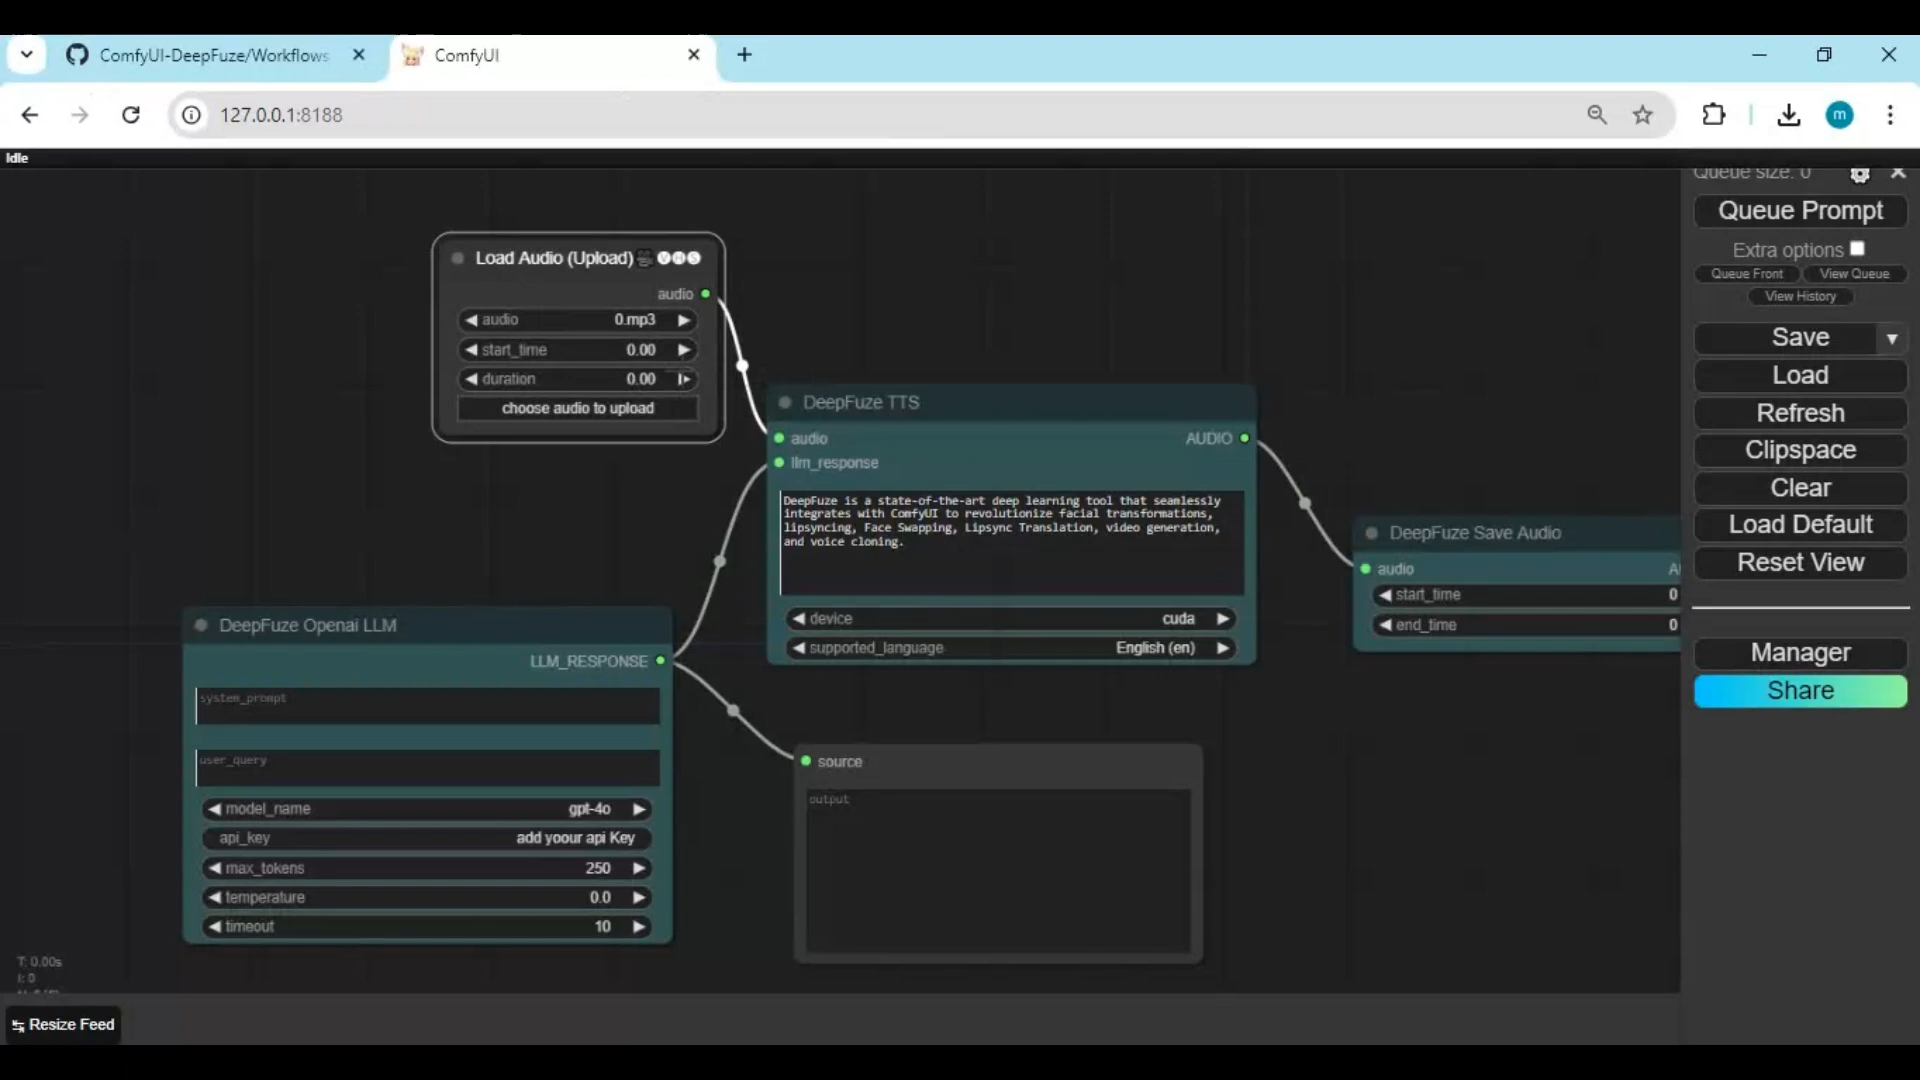 ComfyUI-DeepFuze/Workflows
ComfyUI
127.0.0.1:8188
m
Idle
Queue size: 0
Queue Prompt
Extra options
Queue Front
View Queue
View History
Save
Load
Refresh
Clipspace
Clear
Load Default
Reset View
Manager
Share
Load Audio (Upload) VHS
audio
audio 0.mp3
start_time 0.00
duration 0.00
choose audio to upload
DeepFuze TTS
audio AUDIO
llm_response
DeepFuze is a state-of-the-art deep learning tool that seamlessly
integrates with ComfyUI to revolutionize facial transformations,
lipsyncing, Face Swapping, Lipsync Translation, video generation,
and voice cloning.
device cuda
supported_language English (en)
DeepFuze Save Audio
audio A
start_time 0
end_time 0
DeepFuze Openai LLM
LLM_RESPONSE
system_prompt
user_query
model_name gpt-4o
api_key add yoour api Key
max_tokens 250
temperature 0.0
timeout 10
source
output
T: 0.00s
I: 0
Resize Feed